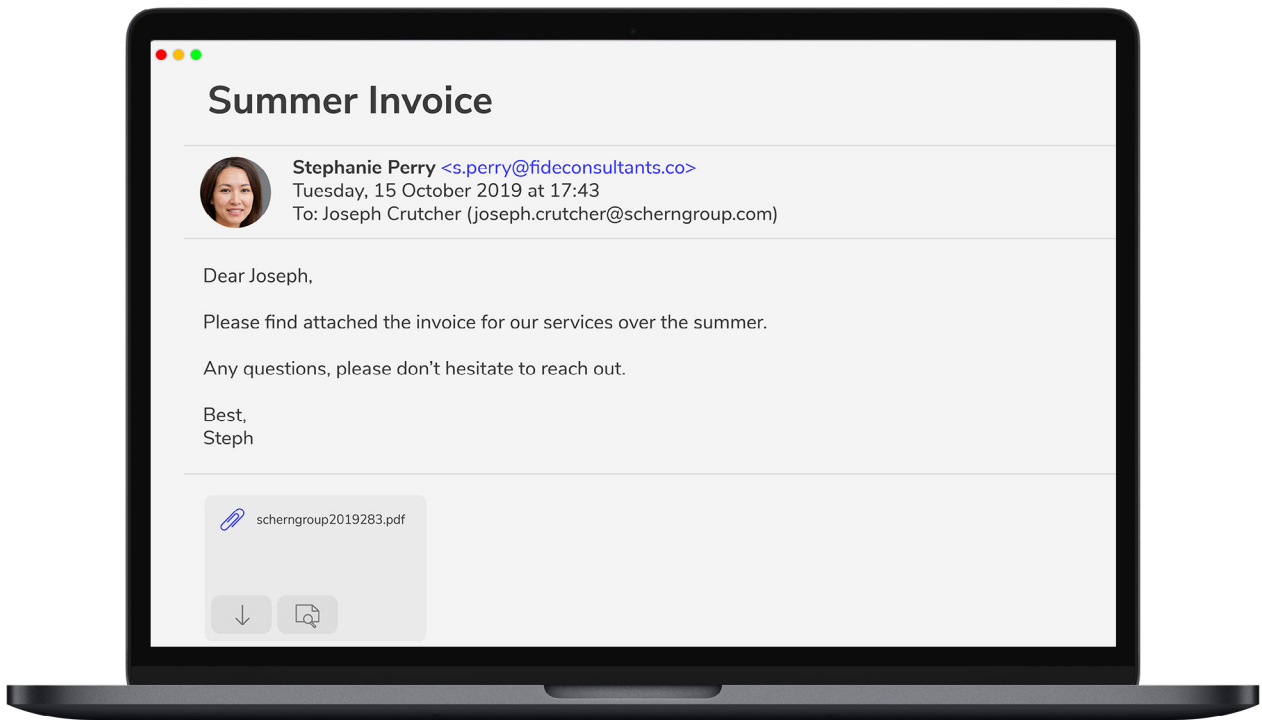 Summer Invoice
Stephanie Perry <s.perry@fideconsultants.co>
Tuesday, 15 October 2019 at 17:43
To: Joseph Crutcher (joseph.crutcher@scherngroup.com)
Dear Joseph,
Please find attached the invoice for our services over the summer.
Any questions, please don’t hesitate to reach out.
Best,
Steph
scherngroup2019283.pdf